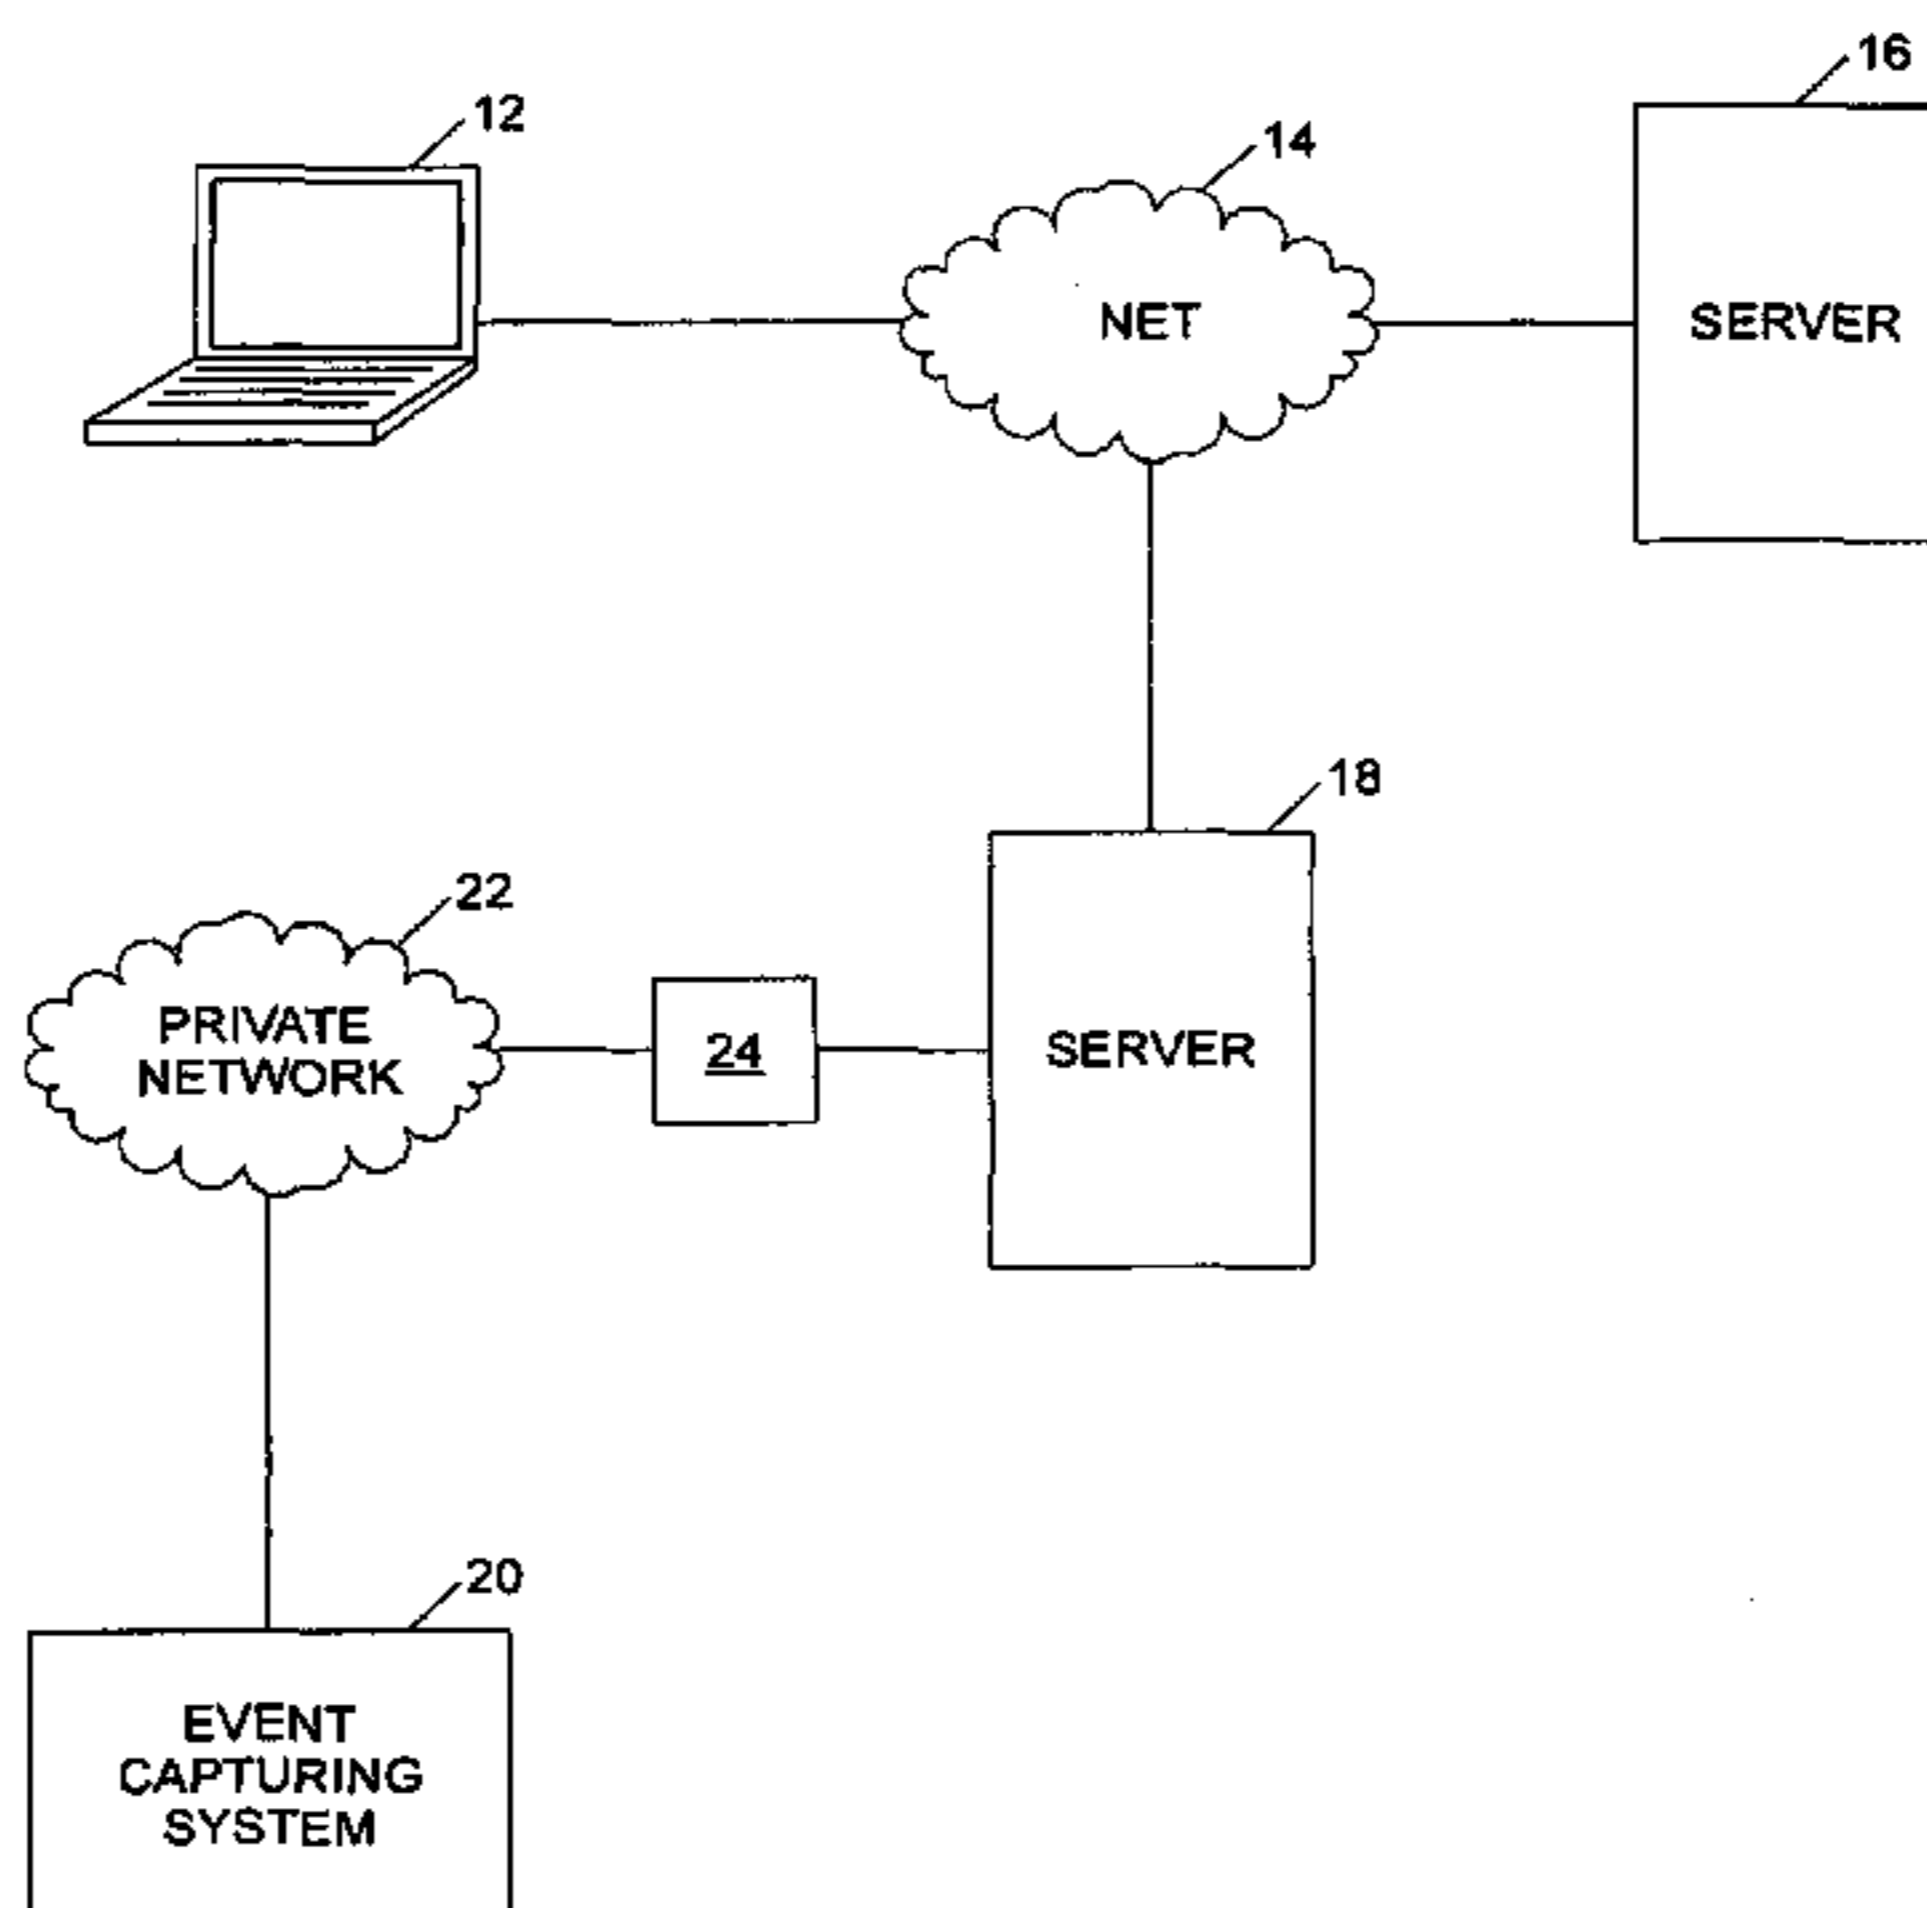 16
12
14
NET
SERVER
18
22
PRIVATE
NETWORK
24
SERVER
20
EVENT
CAPTURING
SYSTEM